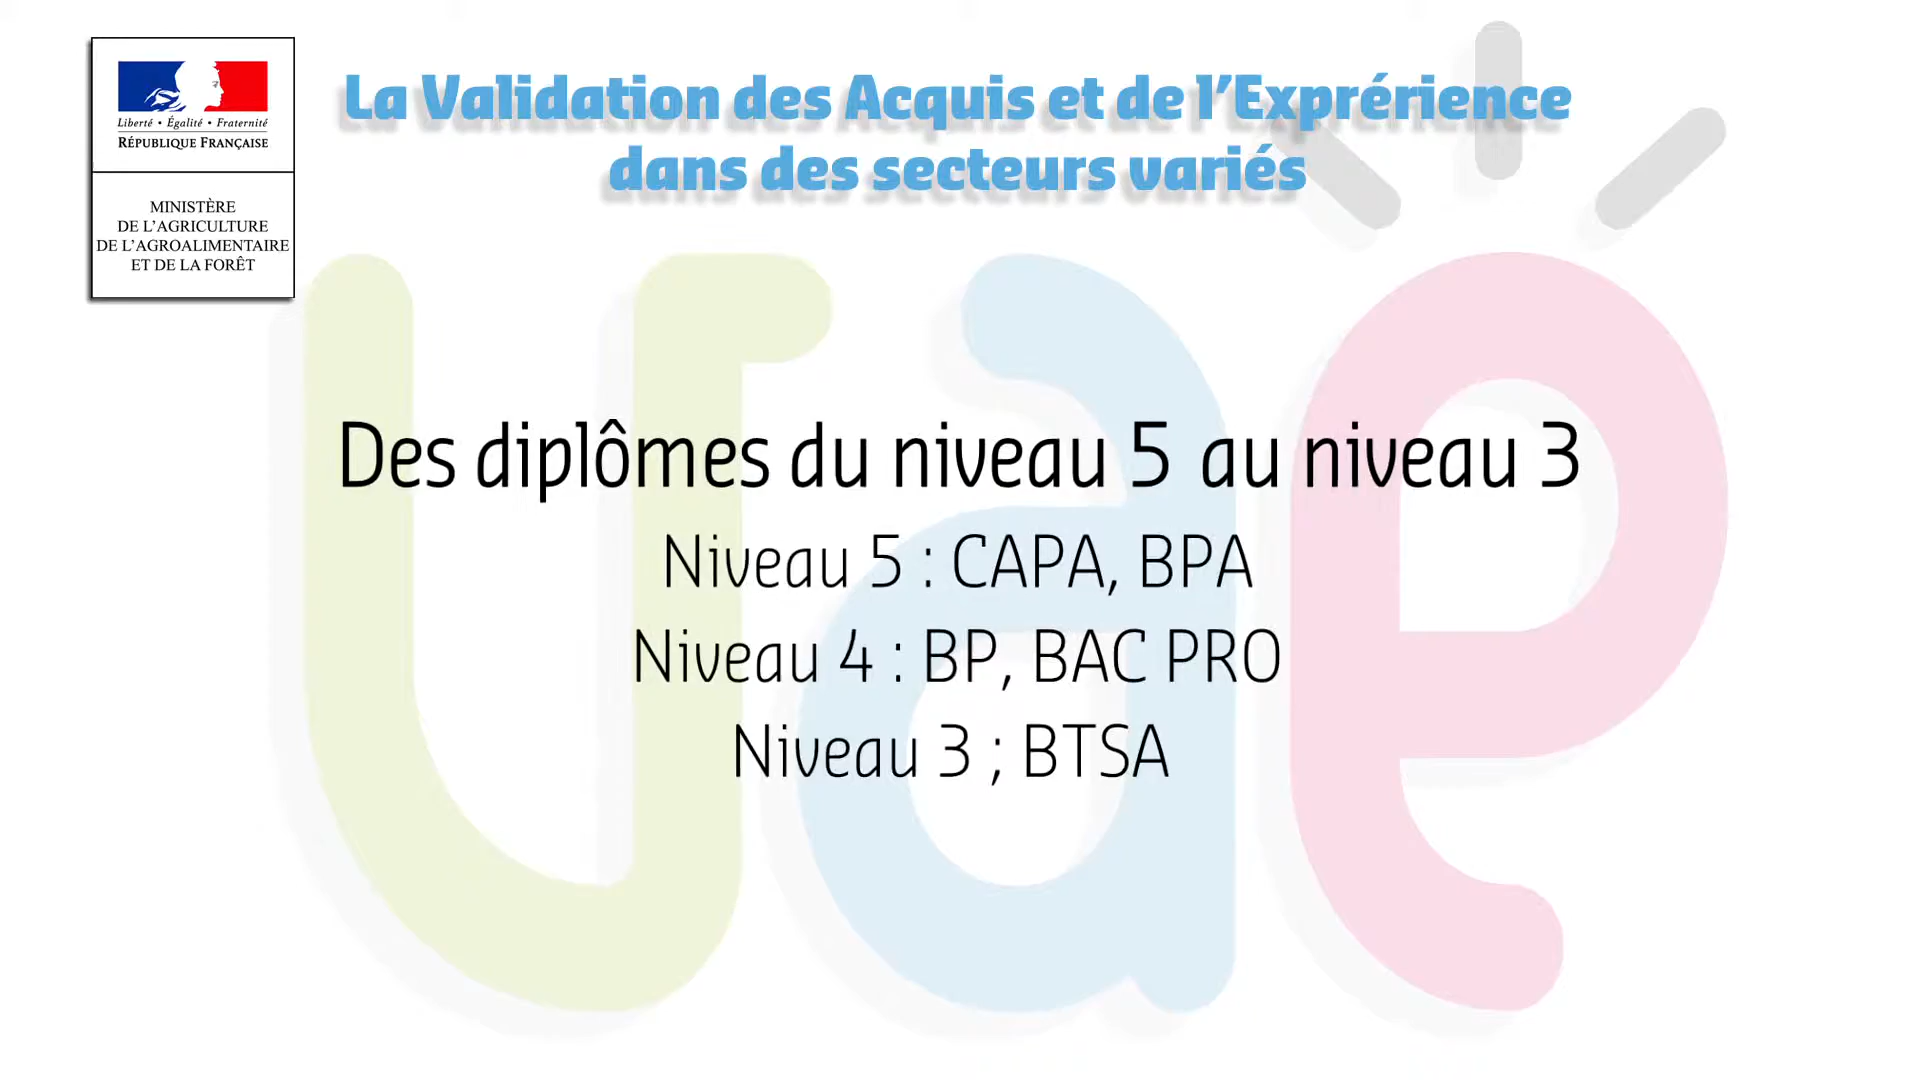 Liberté • Égalité • Fraternité
RÉPUBLIQUE FRANÇAISE
MINISTÈRE
DE L'AGRICULTURE
DE L'AGROALIMENTAIRE
ET DE LA FORÊT
La Validation des Acquis et de l'Exprérience
dans des secteurs variés
vae
Des diplômes du niveau 5 au niveau 3
Niveau 5 : CAPA, BPA
Niveau 4 : BP, BAC PRO
Niveau 3 ; BTSA